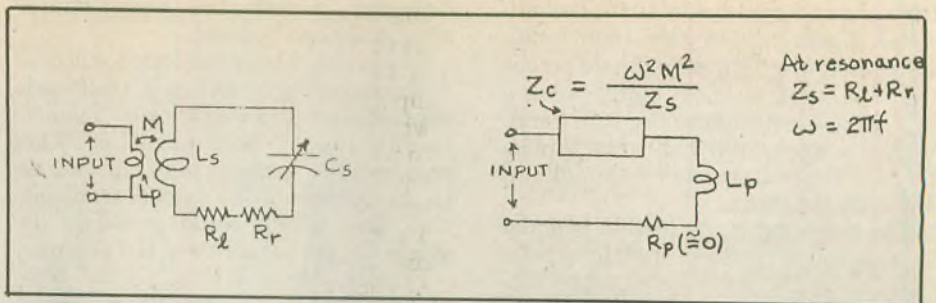 M
INPUT
Lp
Ls
Cs
Rℓ Rr
Zc = ω²M² / Zs
INPUT
Lp
Rp (≅0)
At resonance
Zs = Rℓ + Rr
ω = 2πf